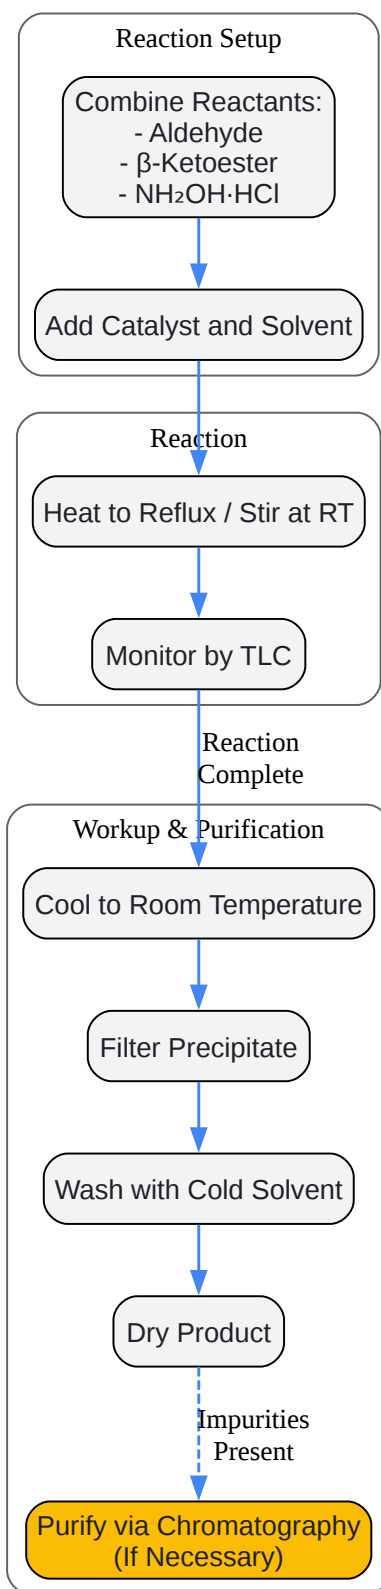 Reaction Setup
Combine Reactants:
- Aldehyde
- β-Ketoester
- NH₂OH·HCl
Add Catalyst and Solvent
Reaction
Heat to Reflux / Stir at RT
Monitor by TLC
Reaction
Complete
Workup & Purification
Cool to Room Temperature
Filter Precipitate
Wash with Cold Solvent
Dry Product
Impurities
Present
Purify via Chromatography
(If Necessary)